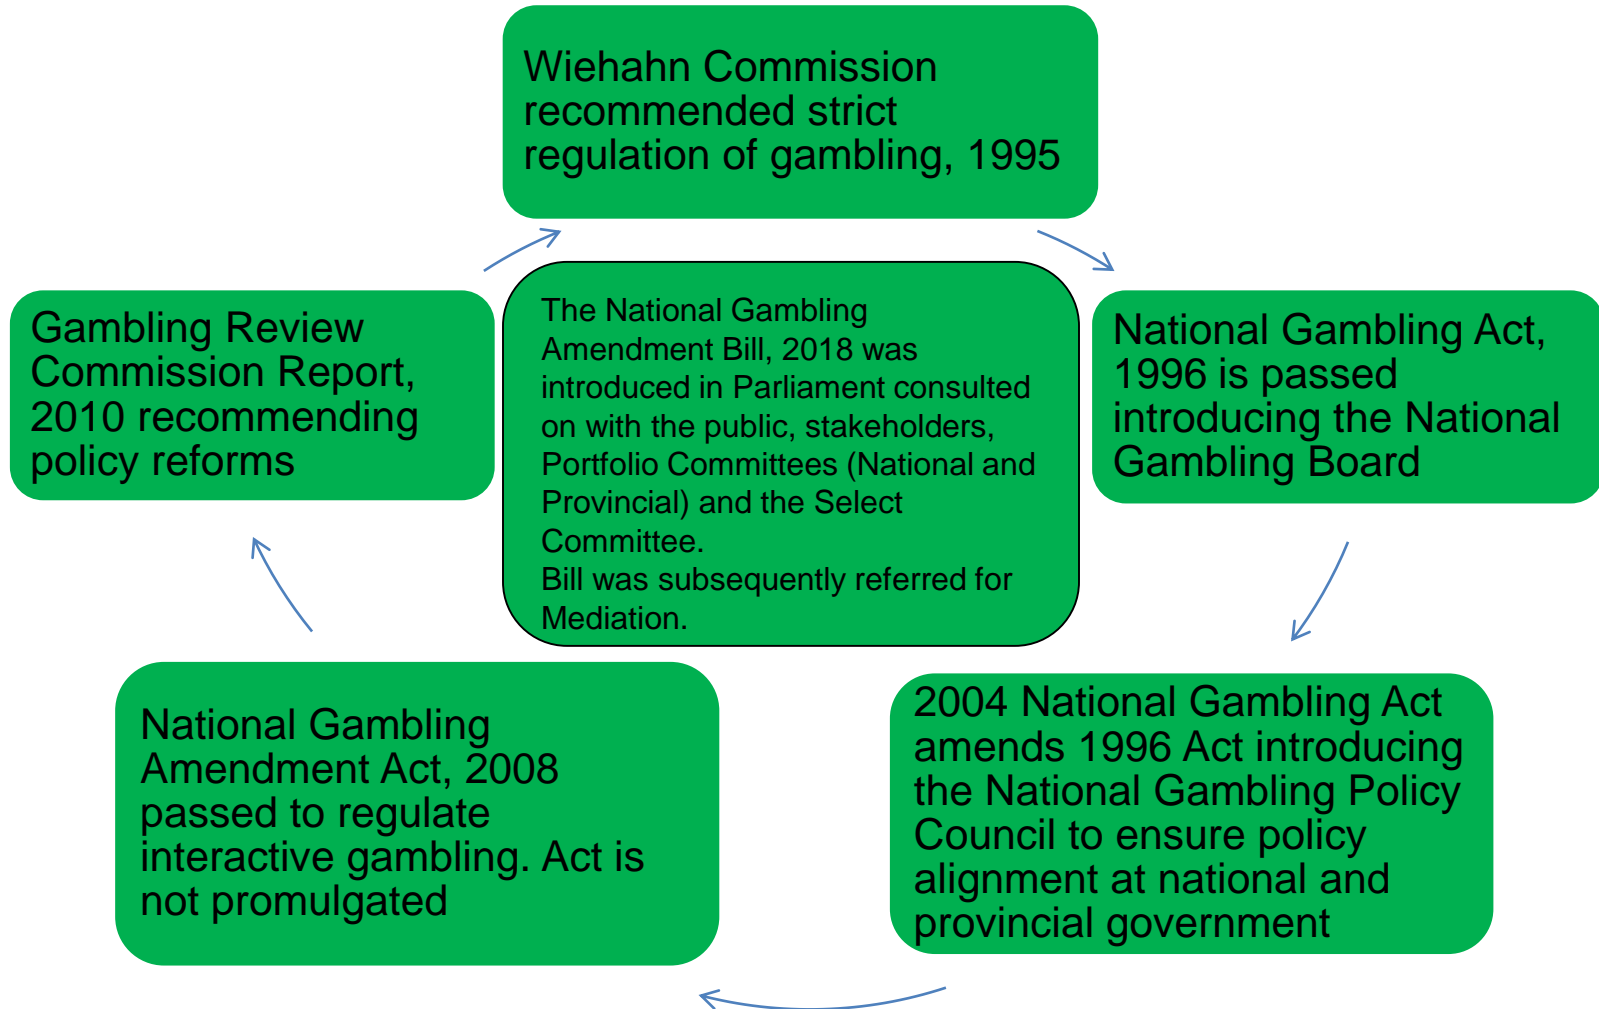 Wiehahn Commission
recommended strict
regulation of gambling, 1995
National Gambling Act,
1996 is passed
introducing the National
Gambling Board
2004 National Gambling Act
amends 1996 Act introducing
the National Gambling Policy
Council to ensure policy
alignment at national and
provincial government
National Gambling
Amendment Act, 2008
passed to regulate
interactive gambling. Act is
not promulgated
Gambling Review
Commission Report,
2010 recommending
policy reforms
The National Gambling
Amendment Bill, 2018 was
introduced in Parliament consulted
on with the public, stakeholders,
Portfolio Committees (National and
Provincial) and the Select
Committee.
Bill was subsequently referred for
Mediation.